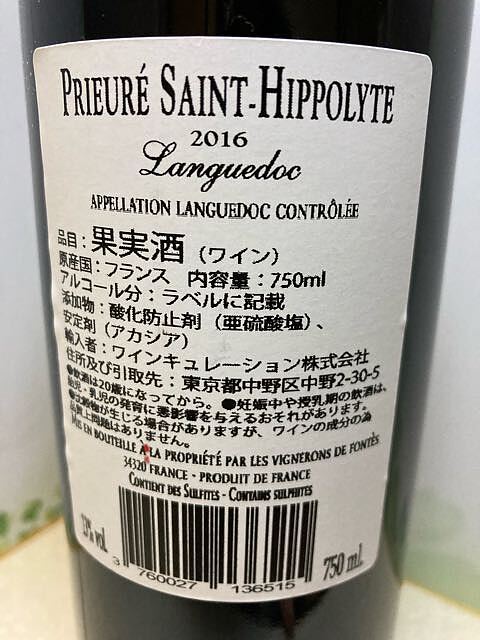 PRIEURÉ SAINT-HIPPOLYTE
2016
Languedoc
APPELLATION LANGUEDOC CONTRÔLÉE
品目：果実酒（ワイン）
原産国：フランス 内容量：750ml
アルコール分：ラベルに記載
添加物：酸化防止剤（亜硫酸塩）、
安定剤（アカシア）
輸入者：ワインキュレーション株式会社
住所及び引取先：東京都中野区中野2-30-5
●飲酒は20歳になってから。●妊娠中や授乳期の飲酒は、
胎児・乳児の発育に悪影響を与えるおそれがあります。
が生じる場合がありますが、ワインの成分の為
品質上問題はありません。
MIS EN BOUTEILLE À LA PROPRIÉTÉ PAR LES VIGNERONS DE FONTÈS
34320 FRANCE - PRODUIT DE FRANCE
CONTIENT DES SULFITES - CONTAINS SULPHITES
13% vol.
750 ml.
3 760027 136515